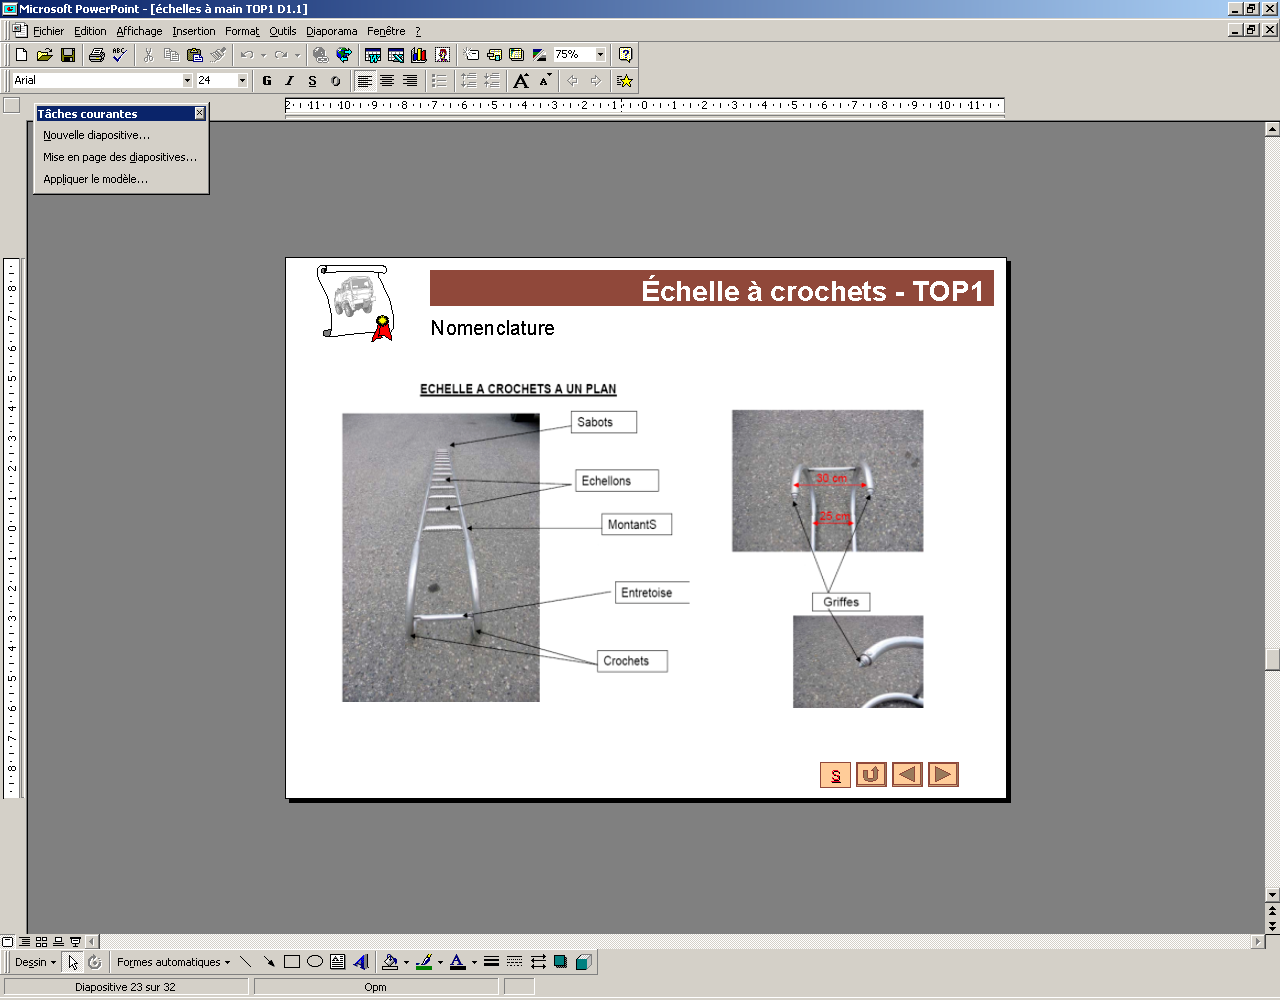 Microsoft PowerPoint - [échelles à main TOP1 D1.1]
Fichier Edition Affichage Insertion Format Outils Diaporama Fenêtre ?
75%
Arial 24 G I S O
Tâches courantes
Nouvelle diapositive...
Mise en page des diapositives...
Appliquer le modèle...
Échelle à crochets - TOP1
Nomenclature
ECHELLE A CROCHETS A UN PLAN
Sabots
Echellons
MontantS
Entretoise
Crochets
30 cm
25 cm
Griffes
S
Dessin Formes automatiques
Diapositive 23 sur 32 Opm